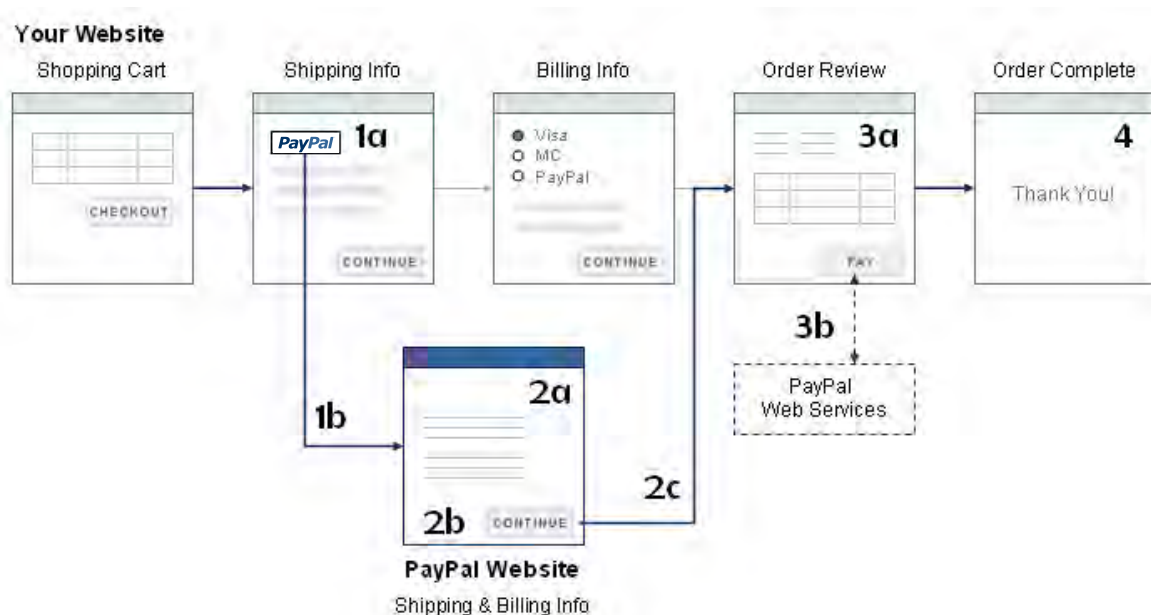 Your Website
Shopping Cart
Shipping Info
Billing Info
Order Review
Order Complete
CHECKOUT
PayPal
1a
CONTINUE
Visa
MC
PayPal
CONTINUE
3a
PAY
4
Thank You!
1b
2a
2b
CONTINUE
2c
3b
PayPal
Web Services
PayPal Website
Shipping & Billing Info